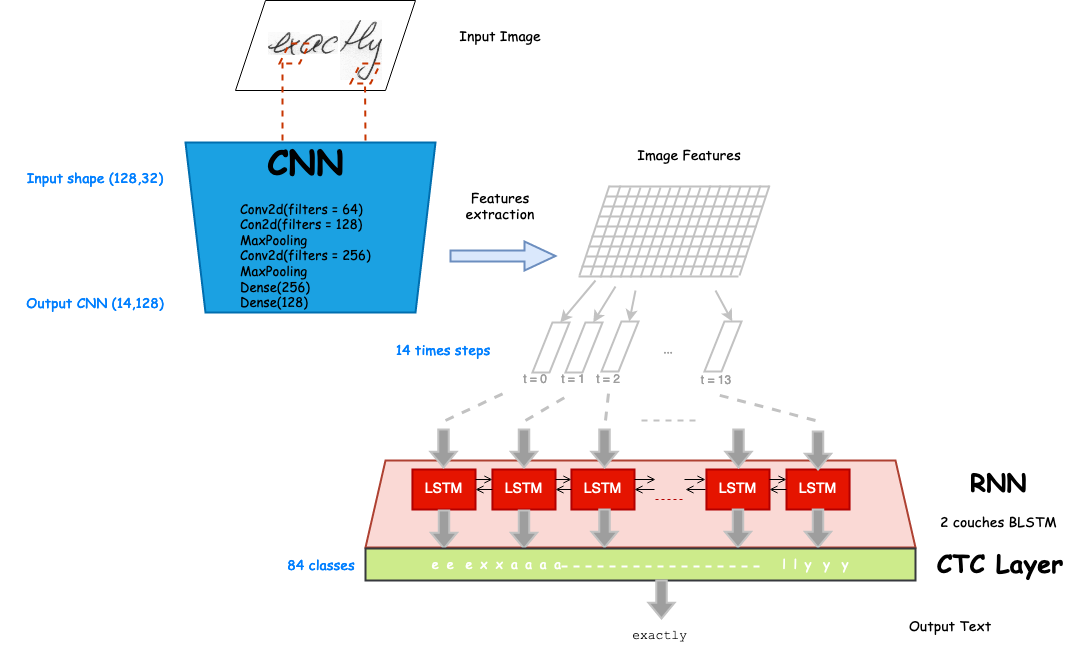 exactly
Input Image
CNN
Input shape (128,32)
Conv2d(filters = 64)
Con2d(filters = 128)
MaxPooling
Conv2d(filters = 256)
MaxPooling
Dense(256)
Dense(128)
Output CNN (14,128)
Features
extraction
Image Features
14 times steps
...
t = 0 t = 1 t = 2 t = 13
LSTM LSTM LSTM LSTM LSTM
RNN
2 couches BLSTM
84 classes
e e e x x a a a a------------------ l l y y y
CTC Layer
exactly
Output Text